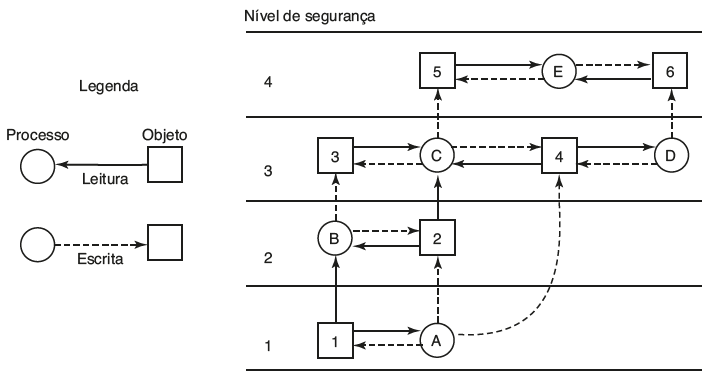 Nível de segurança
Legenda
Processo
Objeto
Leitura
Escrita
4
5
E
6
3
3
C
4
D
2
B
2
1
1
A